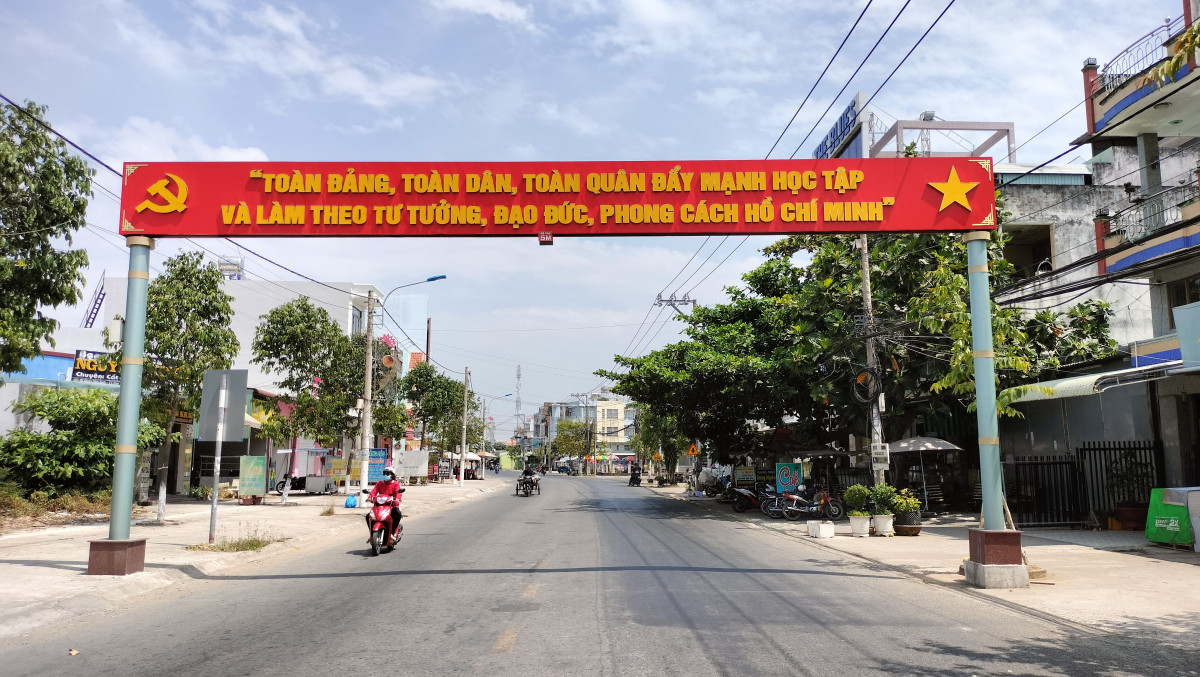 "TOÀN ĐẢNG, TOÀN DÂN, TOÀN QUÂN ĐẨY MẠNH HỌC TẬP
VÀ LÀM THEO TƯ TƯỞNG, ĐẠO ĐỨC, PHONG CÁCH HỒ CHÍ MINH"